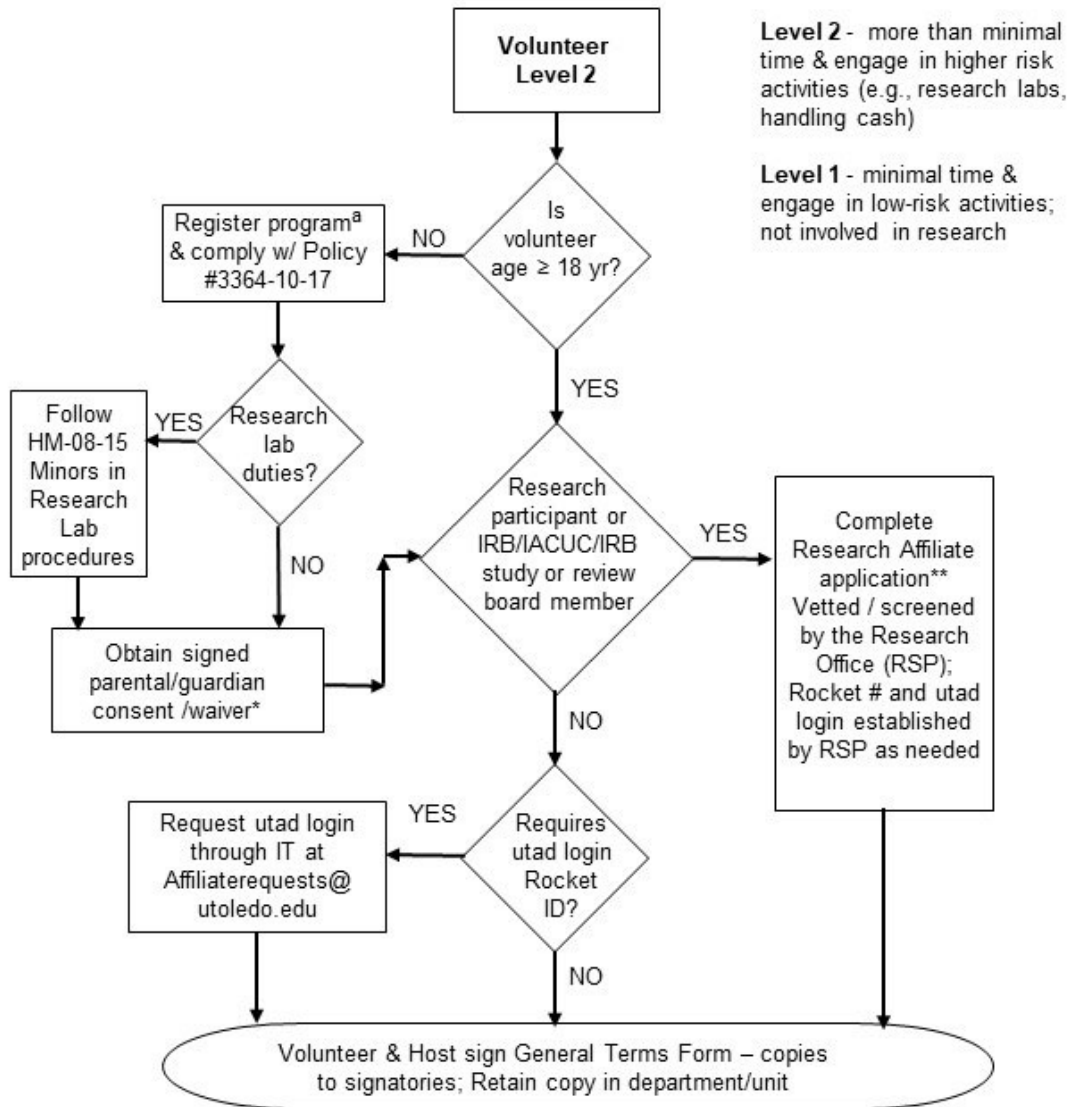 Volunteer
Level 2
Level 2 - more than minimal
time & engage in higher risk
activities (e.g., research labs,
handling cash)
Level 1 - minimal time &
engage in low-risk activities;
not involved in research
Is
volunteer
age ≥ 18 yr?
NO
Register programª
& comply w/ Policy
#3364-10-17
YES
Research
lab
duties?
YES
Follow
HM-08-15
Minors in
Research
Lab
procedures
NO
Obtain signed
parental/guardian
consent /waiver*
Research
participant or
IRB/IACUC/IRB
study or review
board member
YES
Complete
Research Affiliate
application**
Vetted / screened
by the Research
Office (RSP);
Rocket # and utad
login established
by RSP as needed
NO
Requires
utad login
Rocket
ID?
YES
Request utad login
through IT at
Affiliaterequests@
utoledo.edu
NO
Volunteer & Host sign General Terms Form – copies
to signatories; Retain copy in department/unit